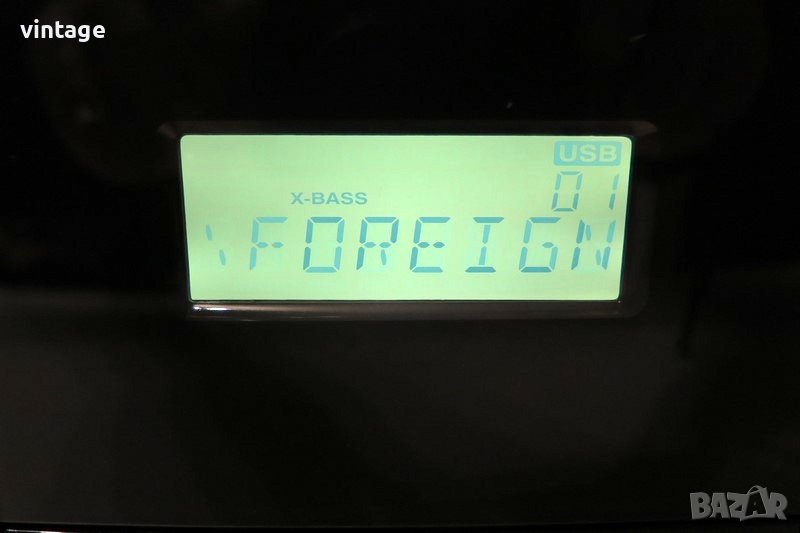 vintage
USB
01
X-BASS
FOREIGN
BAZAR